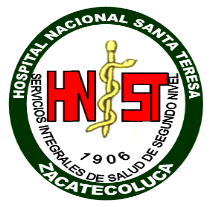 HOSPITAL NACIONAL SANTA TERESA
SERVICIOS INTEGRALES DE SALUD DE SEGUNDO NIVEL
HNST
1906
ZACATECOLUCA